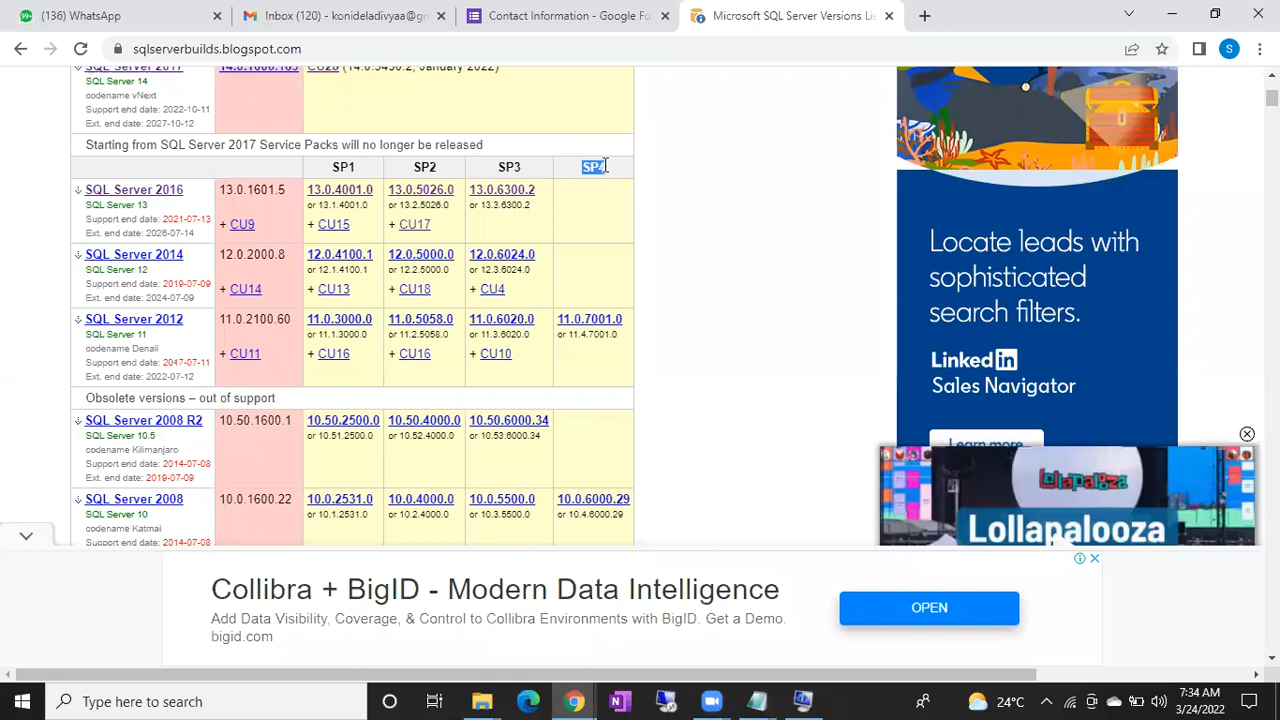 (136) WhatsApp
Inbox (120) - konideladivyaa@gm
Contact Information - Google Fo
Microsoft SQL Server Versions Lis
sqlserverbuilds.blogspot.com
S
SQL Server 2017
14.0.1000.169
CU28 (14.0.3430.2, January 2022)
SQL Server 14
codename vNext
Support end date: 2022-10-11
Ext. end date: 2027-10-12
Starting from SQL Server 2017 Service Packs will no longer be released
SP1 SP2 SP3 SP4
SQL Server 2016 13.0.1601.5 13.0.4001.0 13.0.5026.0 13.0.6300.2
SQL Server 13 or 13.1.4001.0 or 13.2.5026.0 or 13.3.6300.2
Support end date: 2021-07-13
+ CU9 + CU15 + CU17
Ext. end date: 2026-07-14
SQL Server 2014 12.0.2000.8 12.0.4100.1 12.0.5000.0 12.0.6024.0
SQL Server 12 or 12.1.4100.1 or 12.2.5000.0 or 12.3.6024.0
Support end date: 2019-07-09
+ CU14 + CU13 + CU18 + CU4
Ext. end date: 2024-07-09
SQL Server 2012 11.0.2100.60 11.0.3000.0 11.0.5058.0 11.0.6020.0 11.0.7001.0
SQL Server 11 or 11.1.3000.0 or 11.2.5058.0 or 11.3.6020.0 or 11.4.7001.0
codename Denali
+ CU11 + CU16 + CU16 + CU10
Support end date: 2017-07-11
Ext. end date: 2022-07-12
Obsolete versions – out of support
SQL Server 2008 R2 10.50.1600.1 10.50.2500.0 10.50.4000.0 10.50.6000.34
SQL Server 10.5 or 10.51.2500.0 or 10.52.4000.0 or 10.53.6000.34
codename Kilimanjaro
Support end date: 2014-07-08
Ext. end date: 2019-07-09
SQL Server 2008 10.0.1600.22 10.0.2531.0 10.0.4000.0 10.0.5500.0 10.0.6000.29
SQL Server 10 or 10.1.2531.0 or 10.2.4000.0 or 10.3.5500.0 or 10.4.6000.29
codename Katmai
Support end date: 2014-07-08
Locate leads with
sophisticated
search filters.
Linked in
Sales Navigator
Learn more
lollapalooza
Lollapalooza
Collibra + BigID - Modern Data Intelligence
Add Data Visibility, Coverage, & Control to Collibra Environments with BigID. Get a Demo.
bigid.com
OPEN
Type here to search
24°C
7:34 AM
3/24/2022